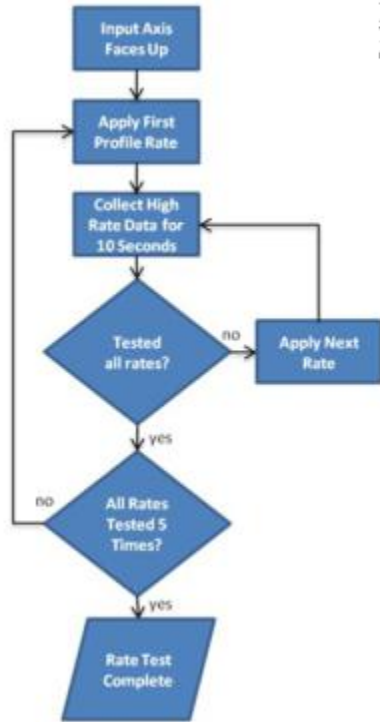 Input Axis
Faces Up
Apply First
Profile Rate
Collect High
Rate Data for
10 Seconds
Tested
all rates?
no
Apply Next
Rate
yes
no
All Rates
Tested 5
Times?
yes
Rate Test
Complete